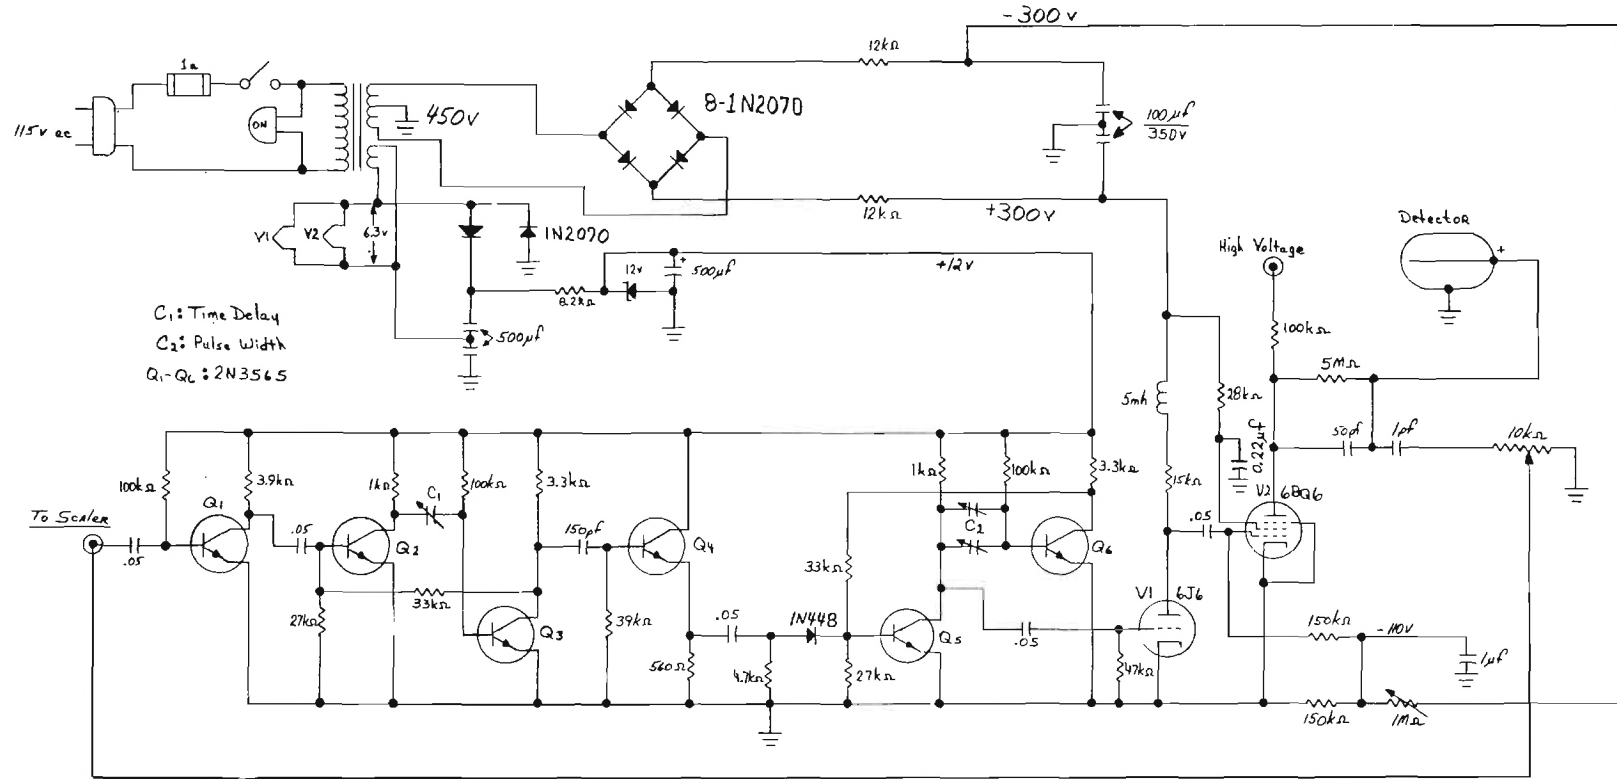 -300v
12kΩ
1a
8-1N2070
450v
115v ac
ON
100μf
350v
12kΩ
+300v
Detector
+
V1
V2
6.3v
1N2070
High Voltage
12v
+
500μf
+12v
8.2kΩ
C1: Time Delay
C2: Pulse Width
Q1-Q6: 2N3565
500μf
100kΩ
5MΩ
5mh
28kΩ
0.22μf
50pf
1pf
10kΩ
100kΩ
3.9kΩ
1kΩ
C1
100kΩ
3.3kΩ
1kΩ
100kΩ
3.3kΩ
15kΩ
V2 6BQ6
Q1
To Scaler
.05
.05
Q2
150pf
Q4
C2
Q6
.05
33kΩ
33kΩ
27kΩ
Q3
39kΩ
.05
1N448
Q5
V1 6J6
.05
560Ω
4.7kΩ
27kΩ
47kΩ
150kΩ
-110v
1μf
150kΩ
1MΩ